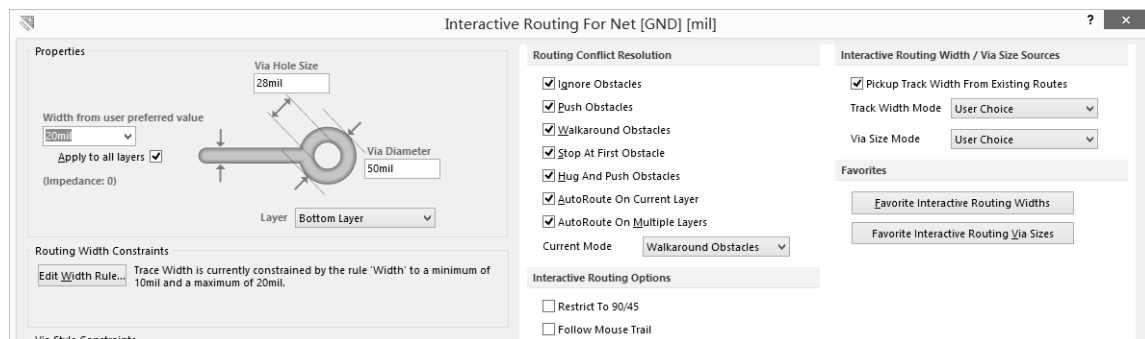 Interactive Routing For Net [GND] [mil]
?
×
Properties
Via Hole Size
28mil
Width from user preferred value
20mil
Apply to all layers
(Impedance: 0)
Via Diameter
50mil
Layer
Bottom Layer
Routing Width Constraints
Edit Width Rule...
Trace Width is currently constrained by the rule 'Width' to a minimum of
10mil and a maximum of 20mil.
Via Style Constraints
Routing Conflict Resolution
Ignore Obstacles
Push Obstacles
Walkaround Obstacles
Stop At First Obstacle
Hug And Push Obstacles
AutoRoute On Current Layer
AutoRoute On Multiple Layers
Current Mode
Walkaround Obstacles
Interactive Routing Options
Restrict To 90/45
Follow Mouse Trail
Interactive Routing Width / Via Size Sources
Pickup Track Width From Existing Routes
Track Width Mode
User Choice
Via Size Mode
User Choice
Favorites
Favorite Interactive Routing Widths
Favorite Interactive Routing Via Sizes